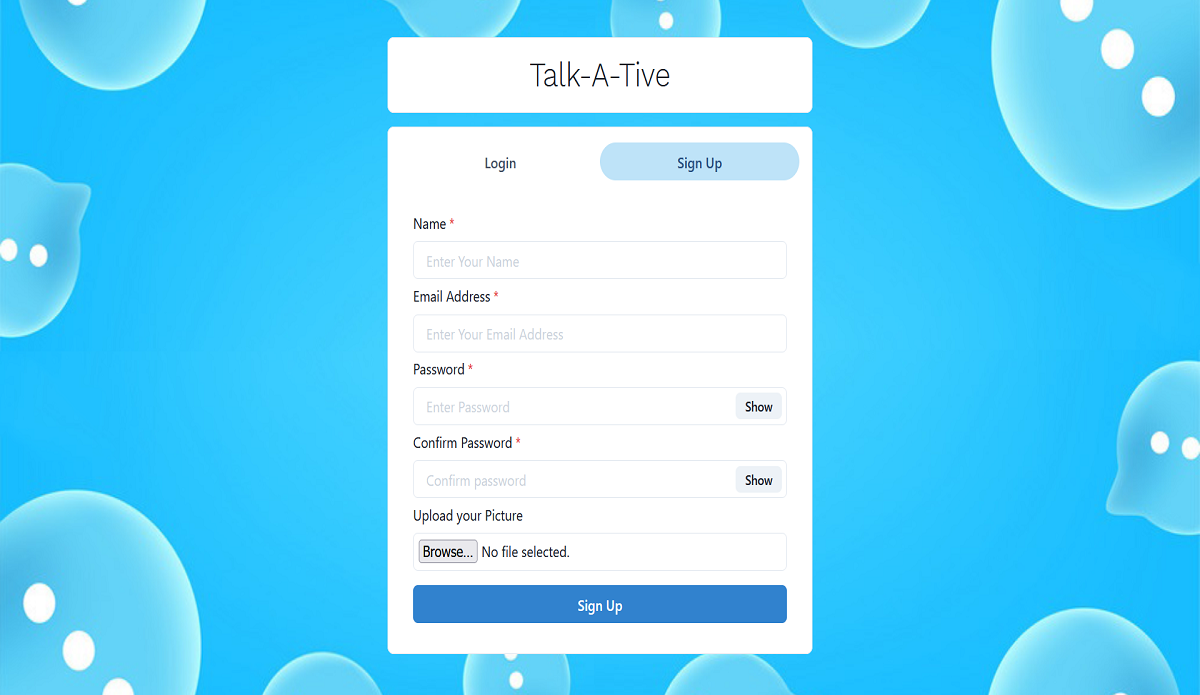 Talk-A-Tive
Login Sign Up
Name *
Enter Your Name
Email Address *
Enter Your Email Address
Password *
Enter Password Show
Confirm Password *
Confirm password Show
Upload your Picture
Browse... No file selected.
Sign Up